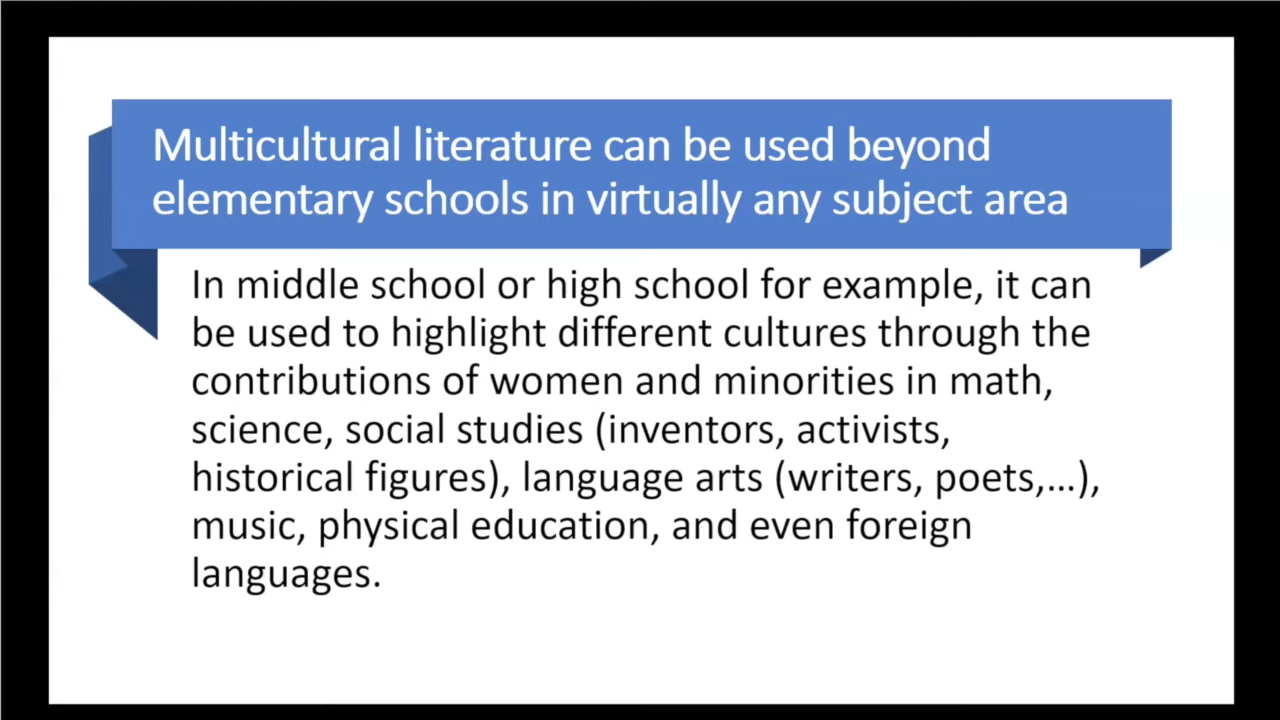 Multicultural literature can be used beyond
elementary schools in virtually any subject area
In middle school or high school for example, it can
be used to highlight different cultures through the
contributions of women and minorities in math,
science, social studies (inventors, activists,
historical figures), language arts (writers, poets,…),
music, physical education, and even foreign
languages.